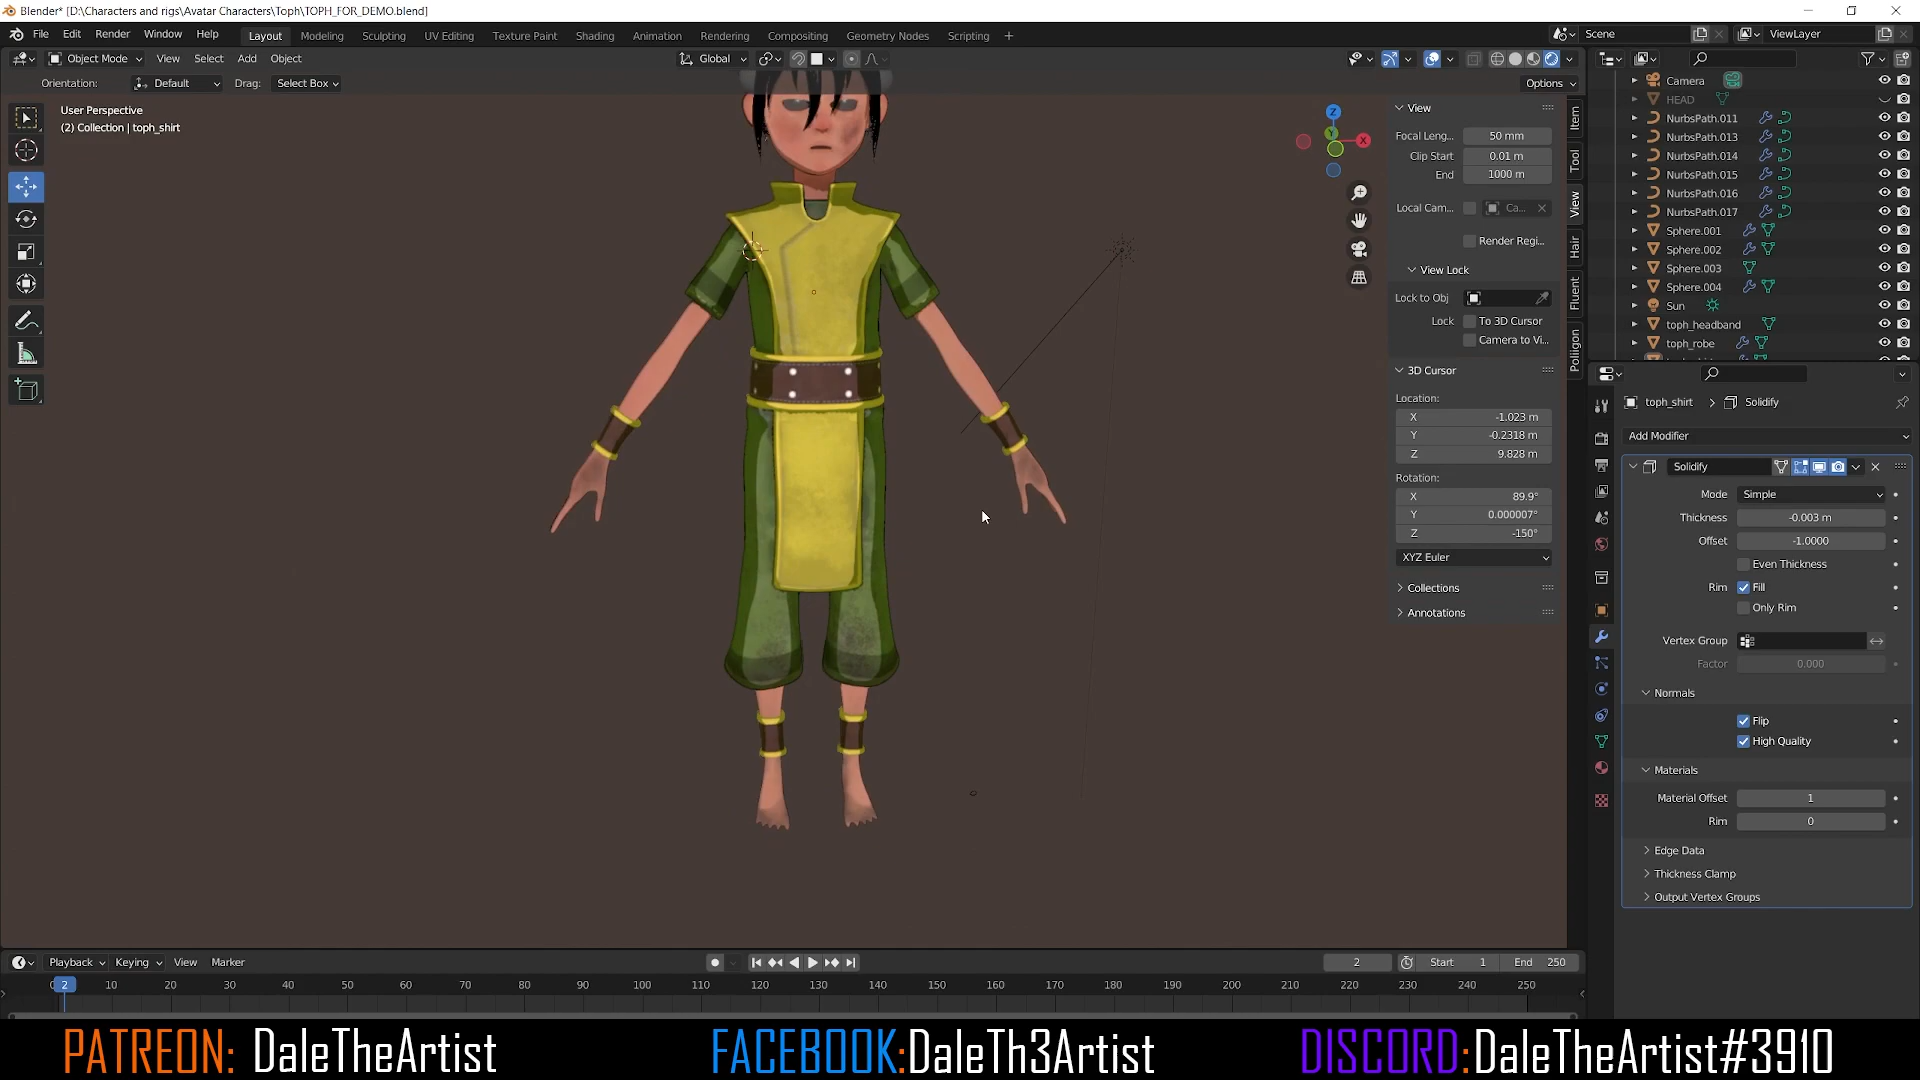 Blender* [D:\Characters and rigs\Avatar Characters\Toph\TOPH_FOR_DEMO.blend]
File Edit Render Window Help Layout Modeling Sculpting UV Editing Texture Paint Shading Animation Rendering Compositing Geometry Nodes Scripting + Scene ViewLayer
Object Mode View Select Add Object Global
Orientation: Default Drag: Select Box Options
User Perspective
(2) Collection | toph_shirt
Z
Y
X
View
Focal Leng... 50 mm
Clip Start 0.01 m
End 1000 m
Local Cam... Ca...
Render Regi...
View Lock
Lock to Obj
Lock To 3D Cursor
Camera to Vi...
3D Cursor
Location:
X -1.023 m
Y -0.2318 m
Z 9.828 m
Rotation:
X 89.9°
Y 0.000007°
Z -150°
XYZ Euler
Collections
Annotations
Item
Tool
View
Hair
Fluent
Poliigon
Camera
HEAD
NurbsPath.011
NurbsPath.013
NurbsPath.014
NurbsPath.015
NurbsPath.016
NurbsPath.017
Sphere.001
Sphere.002
Sphere.003
Sphere.004
Sun
toph_headband
toph_robe
toph_shirt > Solidify
Add Modifier
Solidify
Mode Simple
Thickness -0.003 m
Offset -1.0000
Even Thickness
Rim Fill
Only Rim
Vertex Group
Factor 0.000
Normals
Flip
High Quality
Materials
Material Offset 1
Rim 0
Edge Data
Thickness Clamp
Output Vertex Groups
Playback Keying View Marker 2 Start 1 End 250
2 10 20 30 40 50 60 70 80 90 100 110 120 130 140 150 160 170 180 190 200 210 220 230 240 250
PATREON: DaleTheArtist FACEBOOK:DaleTh3Artist DISCORD:DaleTheArtist#3910